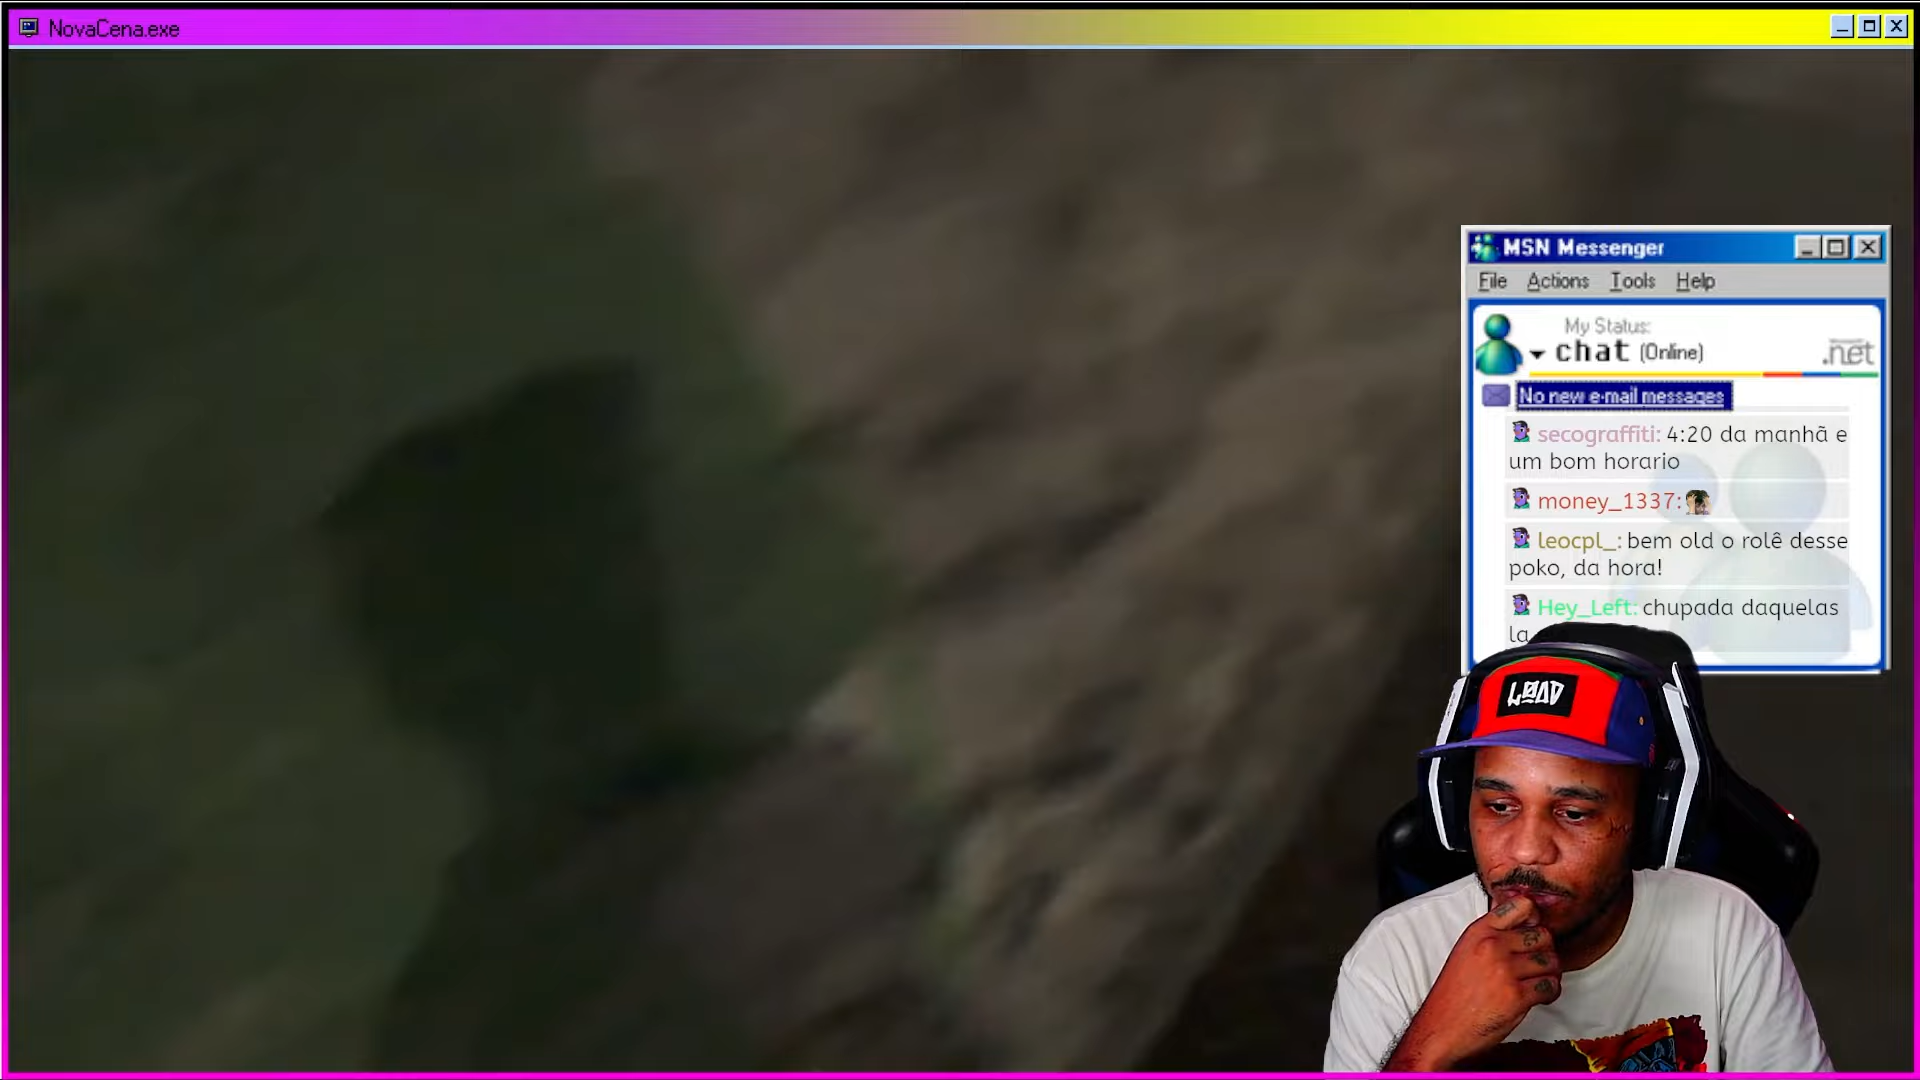 NovaCena.exe
MSN Messenger
File Actions Tools Help
My Status:
chat (Online)
.net
No new e-mail messages
secograffiti: 4:20 da manhã e
um bom horario
money_1337:
leocpl_: bem old o rolê desse
poko, da hora!
Hey_Left: chupada daquelas
la
LOAD